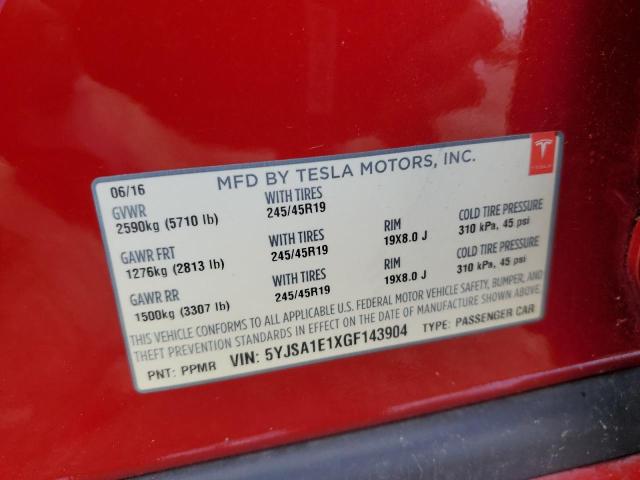 06/16 MFD BY TESLA MOTORS, INC.
TESLA
GVWR WITH TIRES
2590kg (5710 lb) 245/45R19
GAWR FRT WITH TIRES RIM COLD TIRE PRESSURE
1276kg (2813 lb) 245/45R19 19X8.0 J 310 kPa, 45 psi
GAWR RR WITH TIRES RIM COLD TIRE PRESSURE
1500kg (3307 lb) 245/45R19 19X8.0 J 310 kPa, 45 psi
THIS VEHICLE CONFORMS TO ALL APPLICABLE U.S. FEDERAL MOTOR VEHICLE SAFETY, BUMPER, AND
THEFT PREVENTION STANDARDS IN EFFECT ON THE DATE OF MANUFACTURE SHOWN ABOVE.
PNT: PPMR VIN: 5YJSA1E1XGF143904 TYPE: PASSENGER CAR